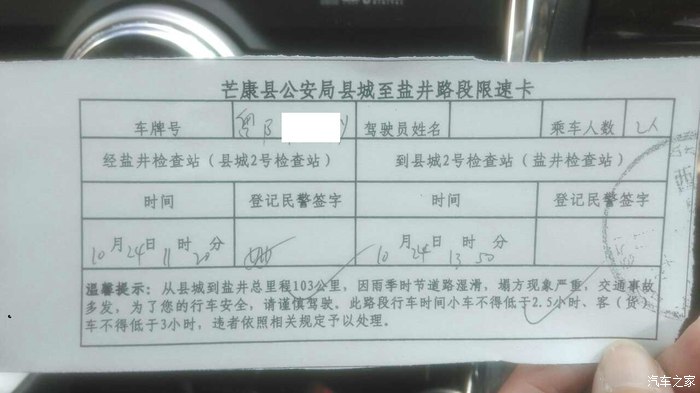 芒康县公安局县城至盐井路段限速卡
车牌号 驾驶员姓名 乘车人数 2人
经盐井检查站（县城2号检查站） 到县城2号检查站（盐井检查站）
时间 登记民警签字 时间 登记民警签字
10月24日11时20分 10月24日13时50分
温馨提示：从县城到盐井总里程103公里，因雨季时节道路湿滑，塌方现象严重，交通事故
多发，为了您的行车安全，请谨慎驾驶、此路段行车时间小车不得低于2.5小时、客（货）
车不得低于3小时，违者依照相关规定予以处理。
汽车之家